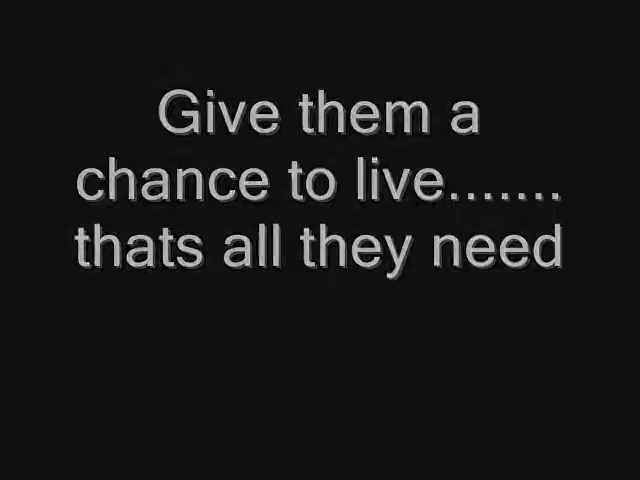 Give them a
chance to live.......
thats all they need